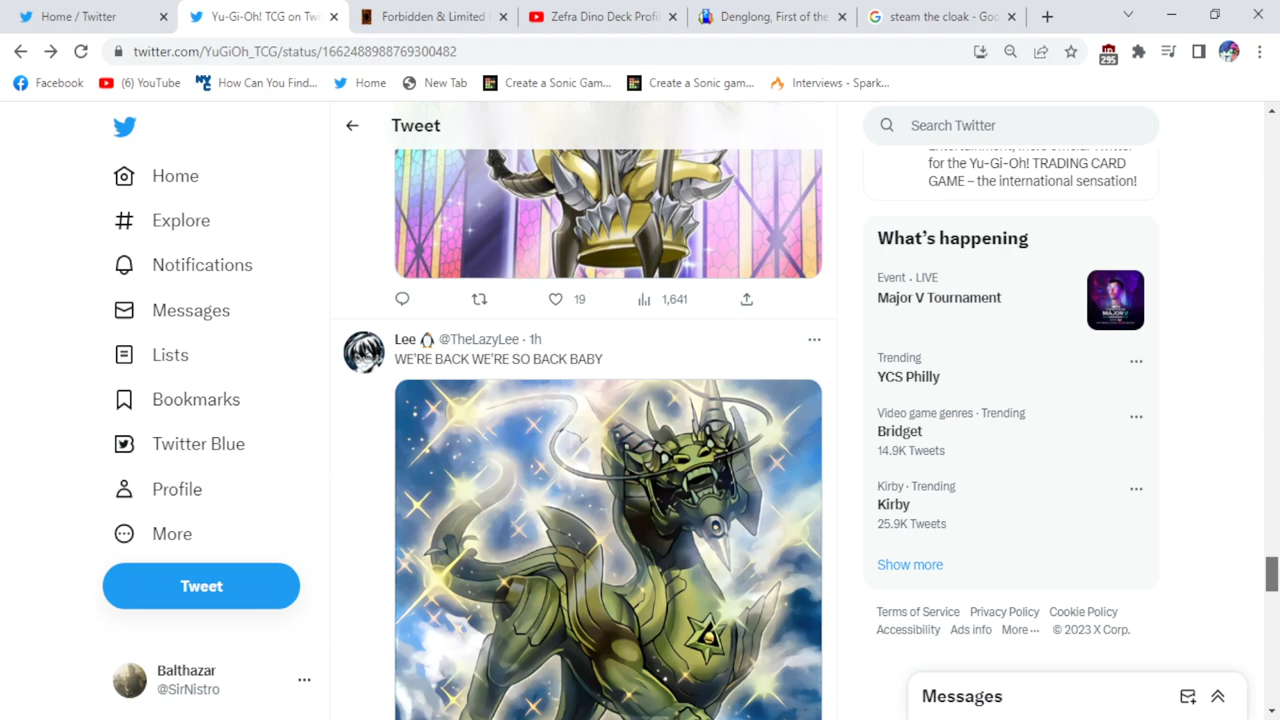 Home / Twitter
Yu-Gi-Oh! TCG on Twi
Forbidden & Limited
Zefra Dino Deck Profil
Denglong, First of the
steam the cloak - Goo
twitter.com/YuGiOh_TCG/status/1662488988769300482
295
Facebook
(6) YouTube
How Can You Find...
Home
New Tab
Create a Sonic Gam...
Create a Sonic gam...
Interviews - Spark...
Home
Explore
Notifications
Messages
Lists
Bookmarks
Twitter Blue
Profile
More
Tweet
Balthazar
@SirNistro
Tweet
19
1,641
Lee @TheLazyLee · 1h
WE'RE BACK WE'RE SO BACK BABY
Search Twitter
for the Yu-Gi-Oh! TRADING CARD
GAME – the international sensation!
What's happening
Event · LIVE
Major V Tournament
Trending
YCS Philly
Video game genres · Trending
Bridget
14.9K Tweets
Kirby · Trending
Kirby
25.9K Tweets
Show more
Terms of Service Privacy Policy Cookie Policy
Accessibility Ads info More ··· © 2023 X Corp.
Messages